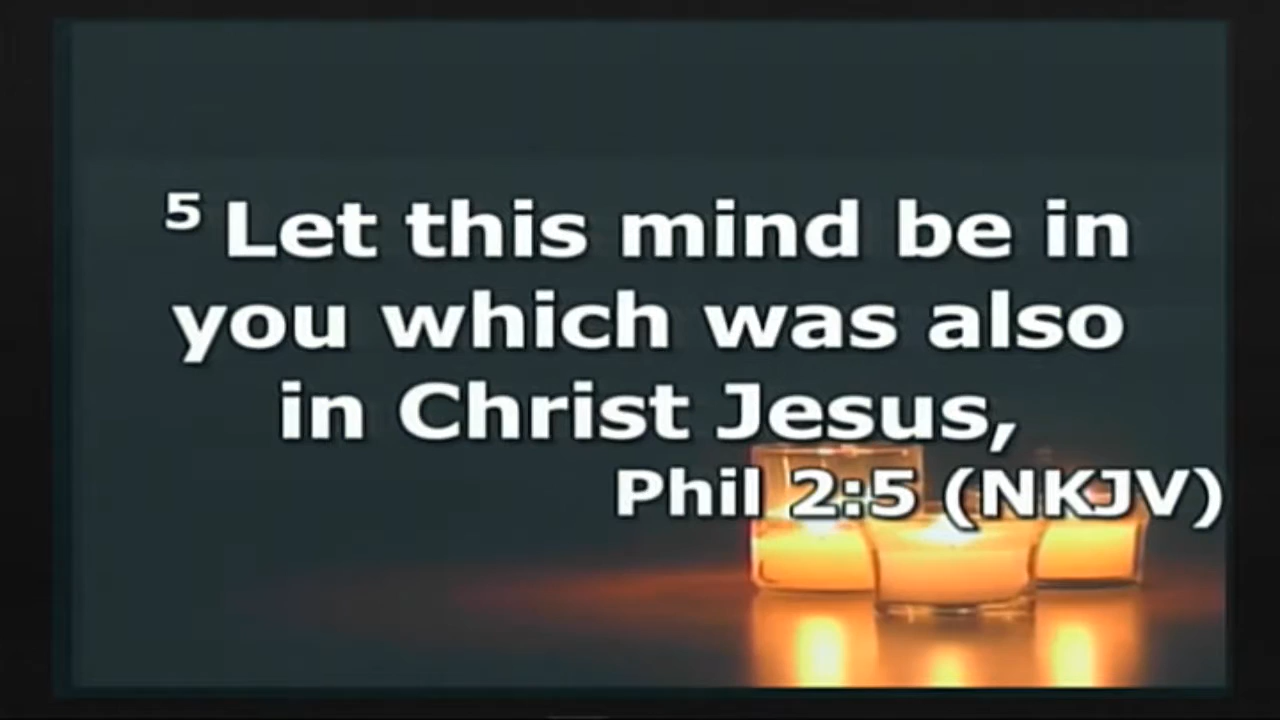 5 Let this mind be in
you which was also
in Christ Jesus,
Phil 2:5 (NKJV)